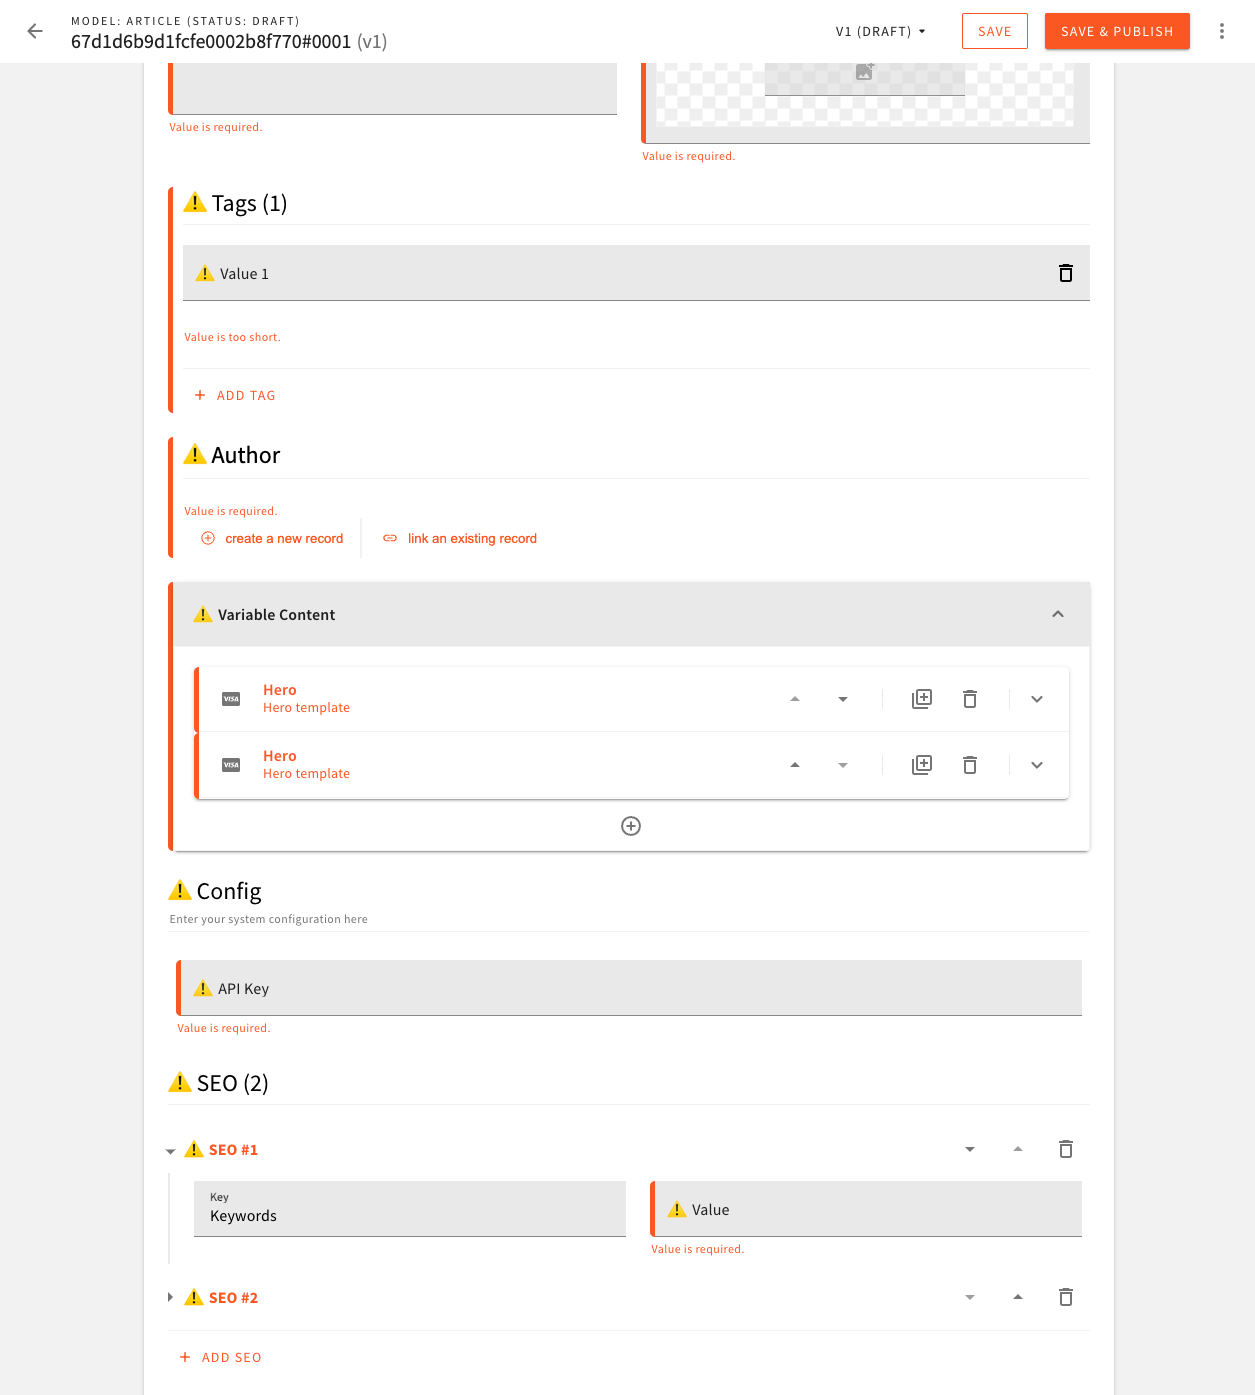 MODEL: ARTICLE (STATUS: DRAFT)
67d1d6b9d1fcfe0002b8f770#0001 (v1)
V1 (DRAFT)
SAVE
SAVE & PUBLISH
Value is required.
Value is required.
Tags (1)
Value 1
Value is too short.
+ ADD TAG
Author
Value is required.
create a new record
link an existing record
Variable Content
VISA
Hero
Hero template
VISA
Hero
Hero template
Config
Enter your system configuration here
API Key
Value is required.
SEO (2)
SEO #1
Key
Keywords
Value
Value is required.
SEO #2
+ ADD SEO